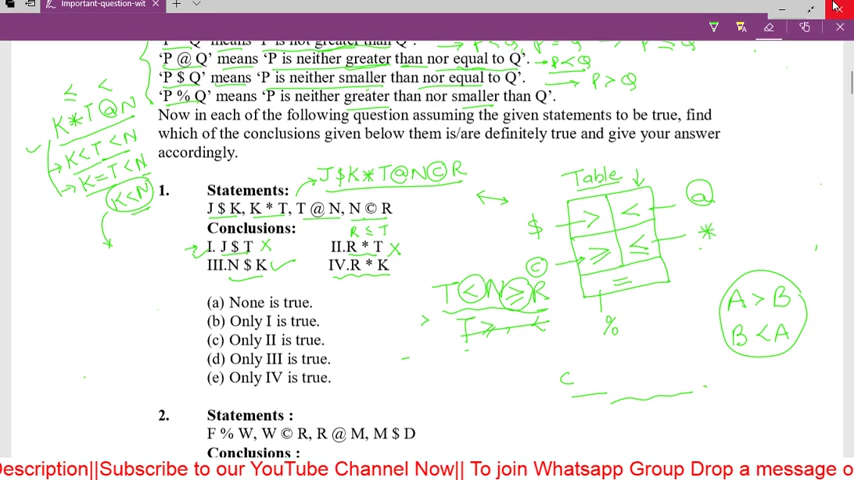 Important-question-wit
'P @ Q' means 'P is neither greater than nor equal to Q'. → P < Q
'P $ Q' means 'P is neither smaller than nor equal to Q'. → P > Q
'P % Q' means 'P is neither greater than nor smaller than Q'.
Now in each of the following question assuming the given statements to be true, find
which of the conclusions given below them is/are definitely true and give your answer
accordingly.
≤ <
K * T @ N
K < T < N
K = T < N
K < N
J $ K * T @ N © R
1. Statements:
J $ K, K * T, T @ N, N © R
Conclusions:
R ≤ T
I. J $ T X II.R * T X
III.N $ K ✓ IV.R * K
(a) None is true.
(b) Only I is true.
(c) Only II is true.
(d) Only III is true.
(e) Only IV is true.
Table
$ > < @
© ≥ ≤ *
=
%
T < N ≥ R
A > B
B < A
2. Statements :
F % W, W © R, R @ M, M $ D
Conclusions :
Description||Subscribe to our YouTube Channel Now|| To join Whatsapp Group Drop a message o